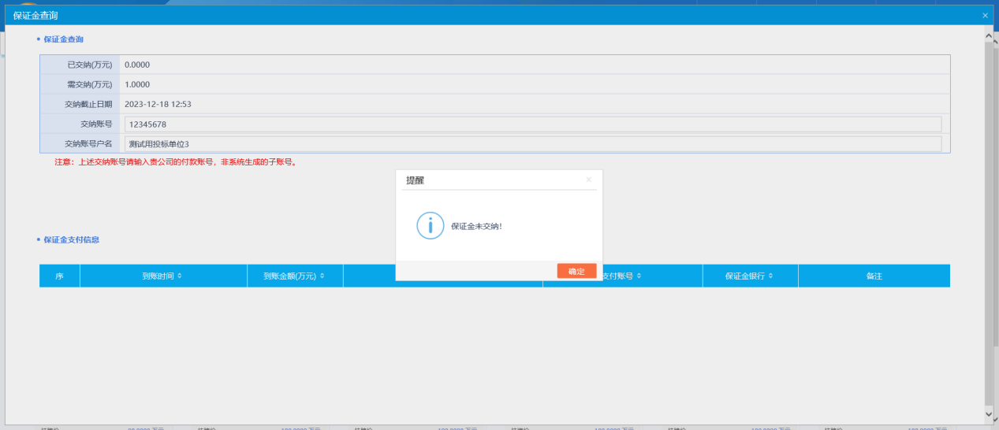 保证金查询
保证金查询
已交纳(万元) 0.0000
需交纳(万元) 1.0000
交纳截止日期 2023-12-18 12:53
交纳账号 12345678
交纳账号户名 测试用投标单位3
注意：上述交纳账号请输入贵公司的付款账号，非系统生成的子账号。
提醒
保证金未交纳!
确定
保证金支付信息
序 到账时间 到账金额(万元) 支付账号 保证金银行 备注